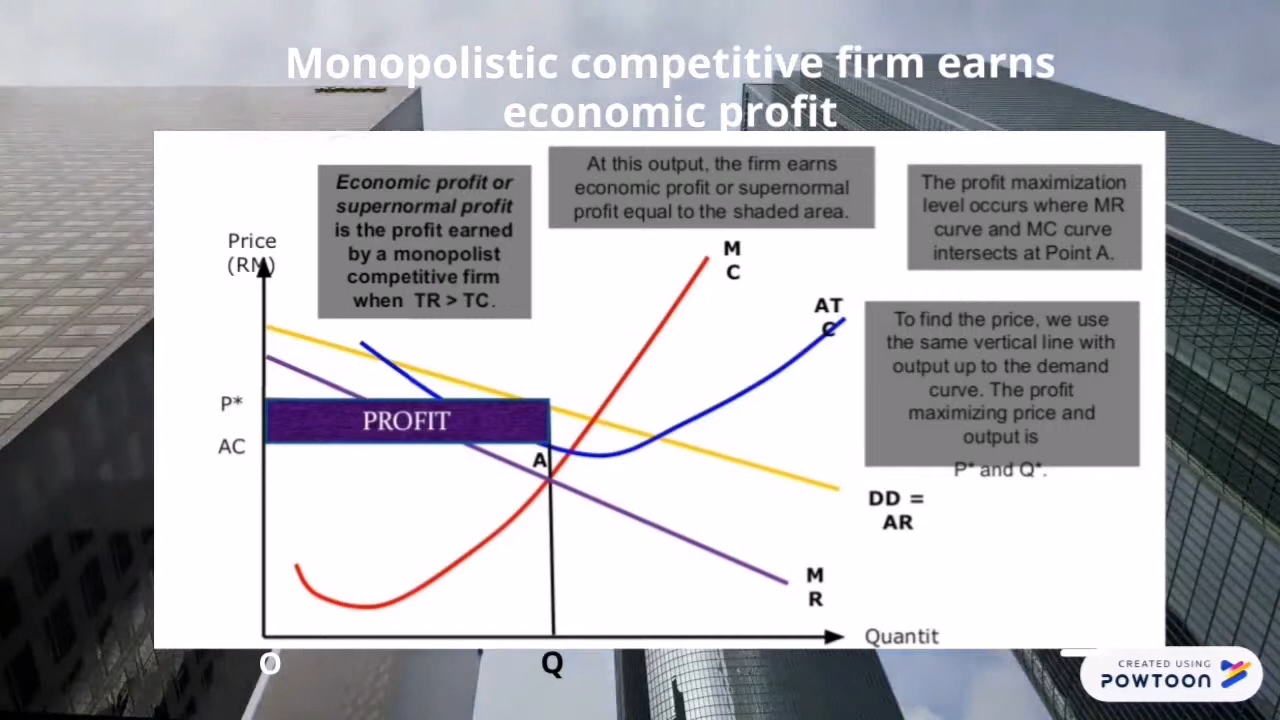 Monopolistic competitive firm earns
economic profit
At this output, the firm earns
economic profit or supernormal
profit equal to the shaded area.
Economic profit or
supernormal profit
is the profit earned
by a monopolist
competitive firm
when TR > TC.
The profit maximization
level occurs where MR
curve and MC curve
intersects at Point A.
Price
(RM)
M
C
AT
C
To find the price, we use
the same vertical line with
output up to the demand
curve. The profit
maximizing price and
output is
P* and Q*.
P*
PROFIT
AC
A
DD =
AR
M
R
Quantit
O
Q
CREATED USING
POWTOON